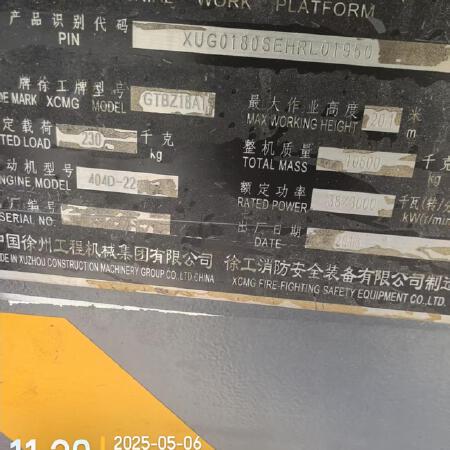 WORK PLATFORM
产品识别代码
PIN
XUG0180SEHRL01950
牌徐工牌型号 GTBZ18A1
DE MARK XCMG MODEL
最大作业高度 米
MAX WORKING HEIGHT m
定载荷 230 千克
TED LOAD kg
整机质量 千克
TOTAL MASS kg
动机型号 404D-22
NGINE MODEL
额定功率 千瓦(转/分
RATED POWER kW(r/min
厂编号
SERIAL NO.
出厂日期
DATE
中国徐州工程机械集团有限公司
DE IN XUZHOU CONSTRUCTION MACHINERY GROUP CO.,LTD.CHINA
徐工消防安全装备有限公司制造
XCMG FIRE-FIGHTING SAFETY EQUIPMENT CO.,LTD.
2025-05-06